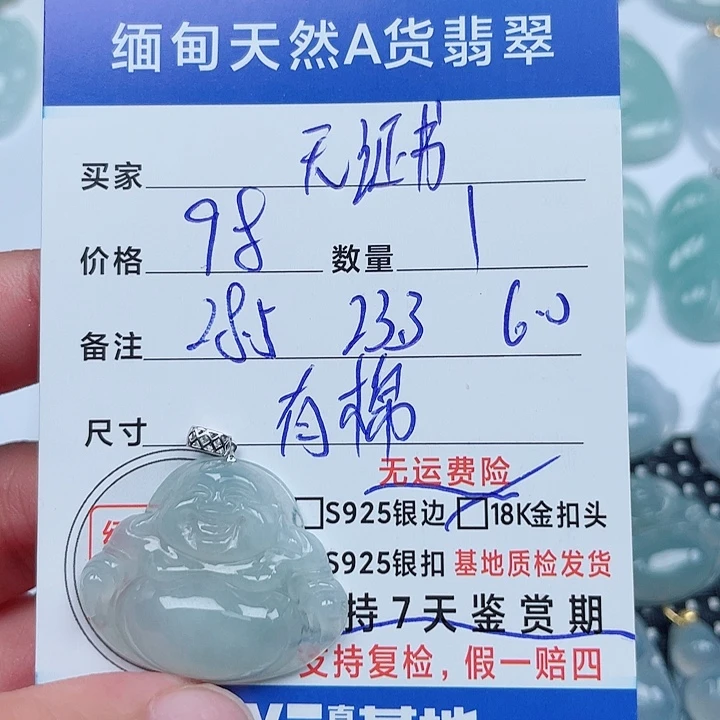 缅甸天然A货翡翠
买家 无证书
价格 98 数量 1
备注 28.5 23.3 6.0
尺寸 有棉
无运费险
S925银边 18K金扣头
S925银扣 基地质检发货
持7天鉴赏期
支持复检，假一赔四